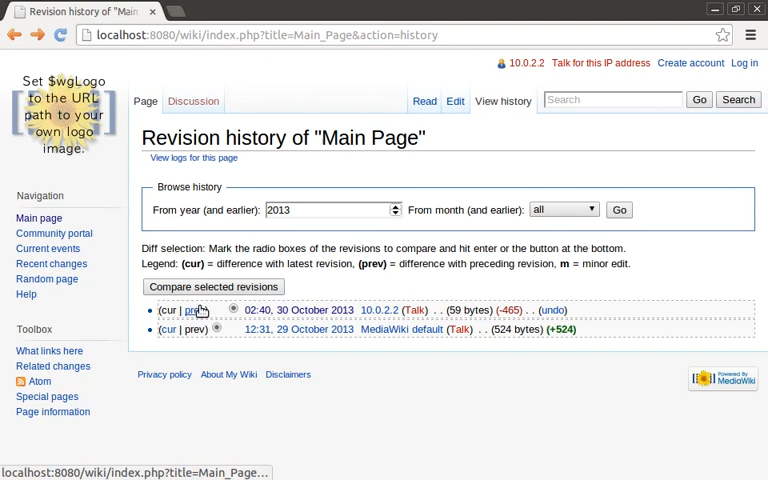 Revision history of "Main
localhost:8080/wiki/index.php?title=Main_Page&action=history
10.0.2.2 Talk for this IP address Create account Log in
Set $wgLogo
to the URL
path to your
own logo
image.
Page Discussion Read Edit View history Search Go Search
Revision history of "Main Page"
View logs for this page
Navigation
Main page
Community portal
Current events
Recent changes
Random page
Help
Toolbox
What links here
Related changes
Atom
Special pages
Page information
Browse history
From year (and earlier): 2013 From month (and earlier): all Go
Diff selection: Mark the radio boxes of the revisions to compare and hit enter or the button at the bottom.
Legend: (cur) = difference with latest revision, (prev) = difference with preceding revision, m = minor edit.
Compare selected revisions
(cur | prev) 02:40, 30 October 2013 10.0.2.2 (Talk) . . (59 bytes) (-465) . . (undo)
(cur | prev) 12:31, 29 October 2013 MediaWiki default (Talk) . . (524 bytes) (+524)
Privacy policy About My Wiki Disclaimers
Powered By
MediaWiki
localhost:8080/wiki/index.php?title=Main_Page...